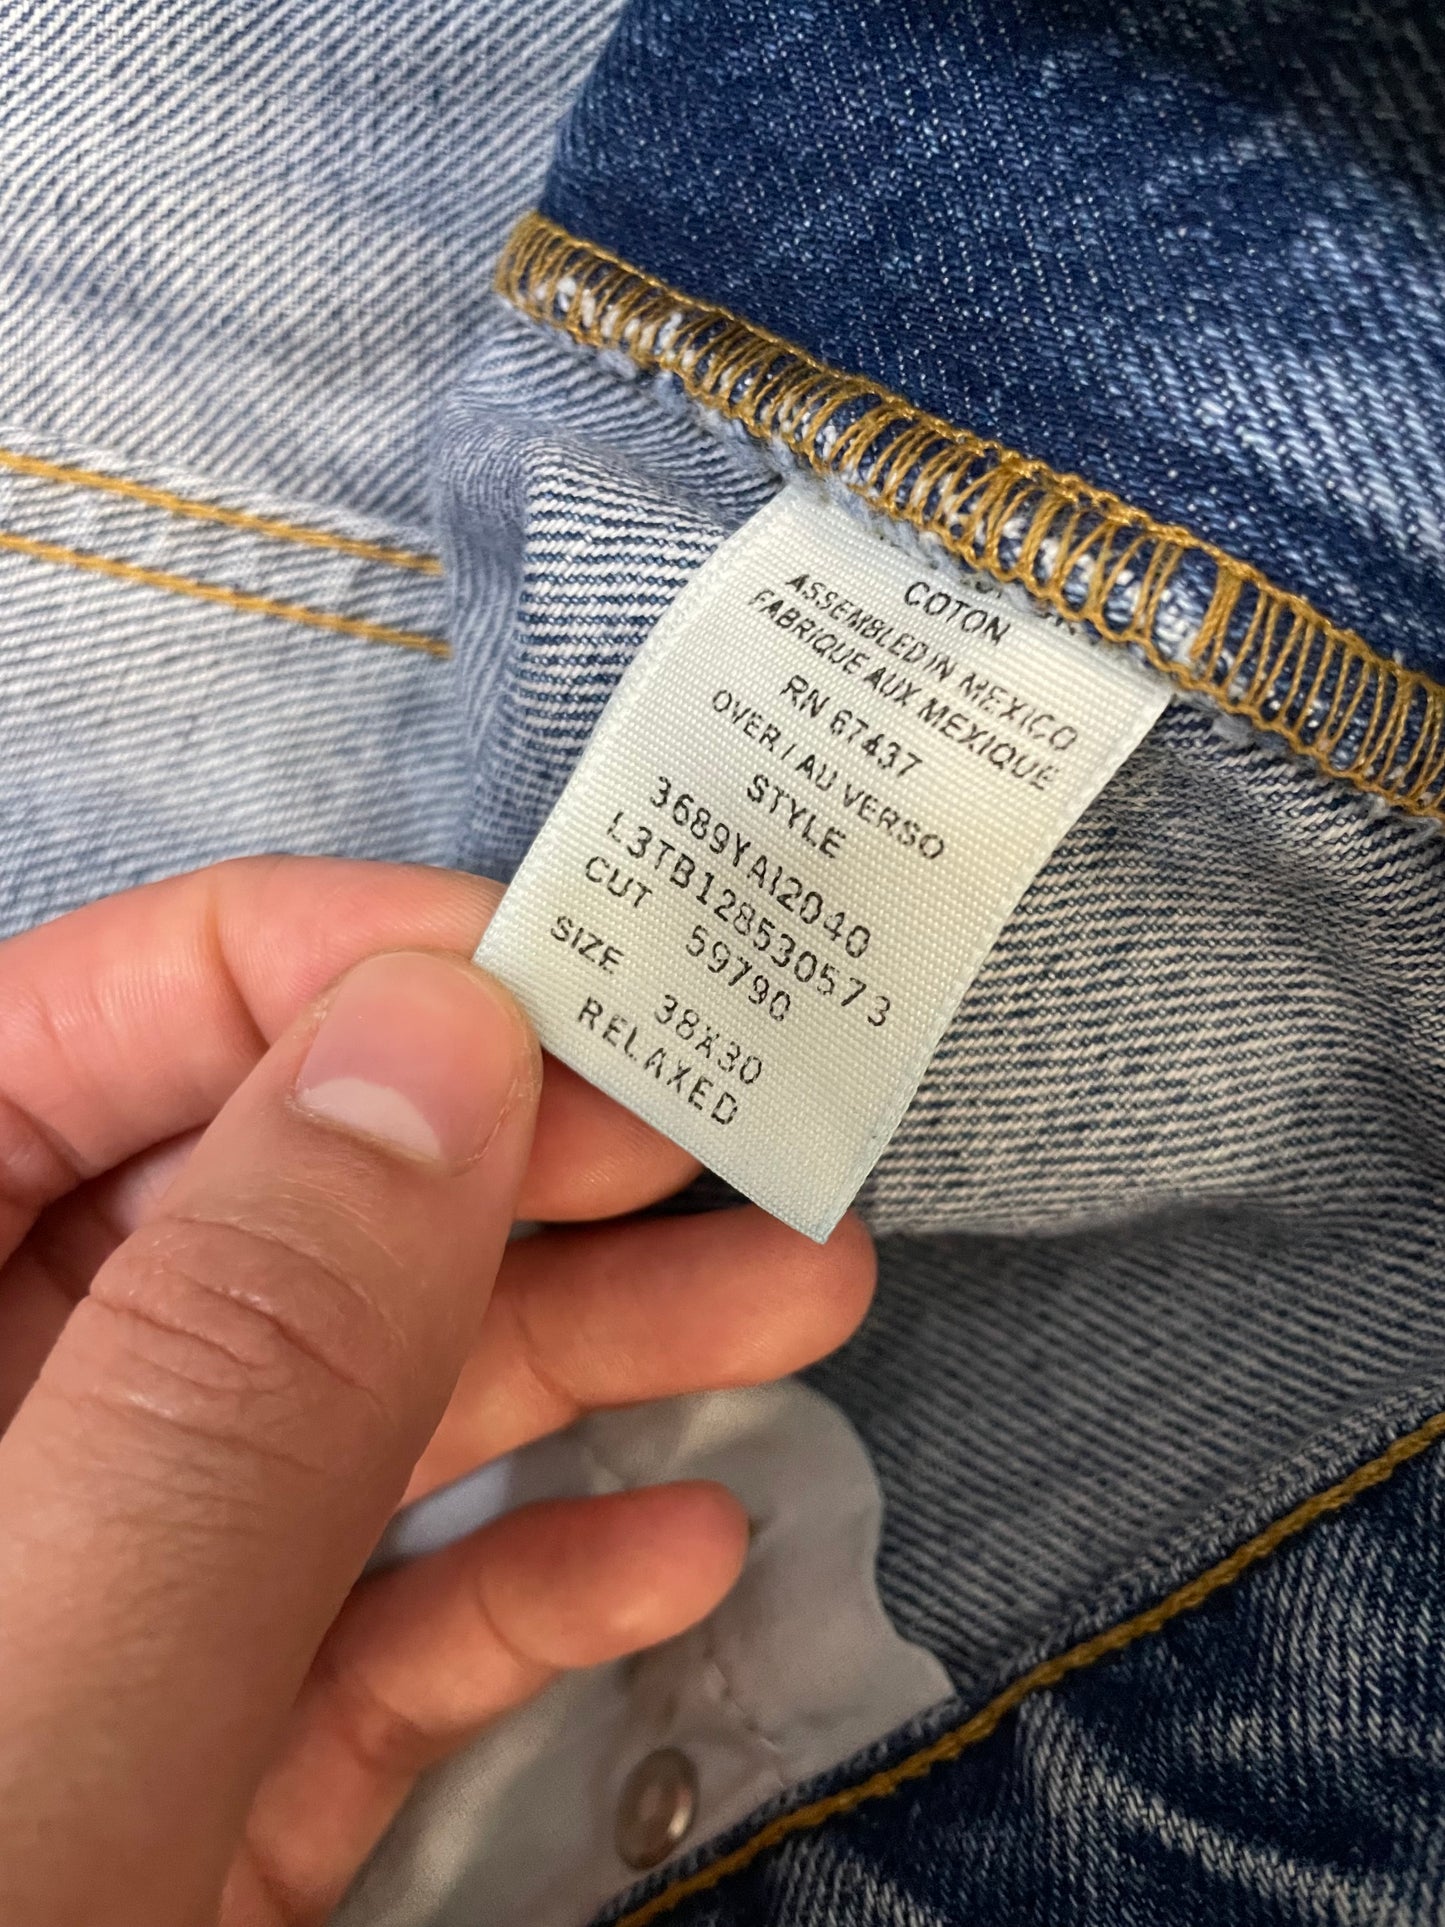 COTON
ASSEMBLED IN MEXICO
FABRIQUE AUX MEXIQUE
RN 67437
OVER / AU VERSO
STYLE
3689YAI2040
L3TB128530573
CUT 59790
SIZE 38X30
RELAXED